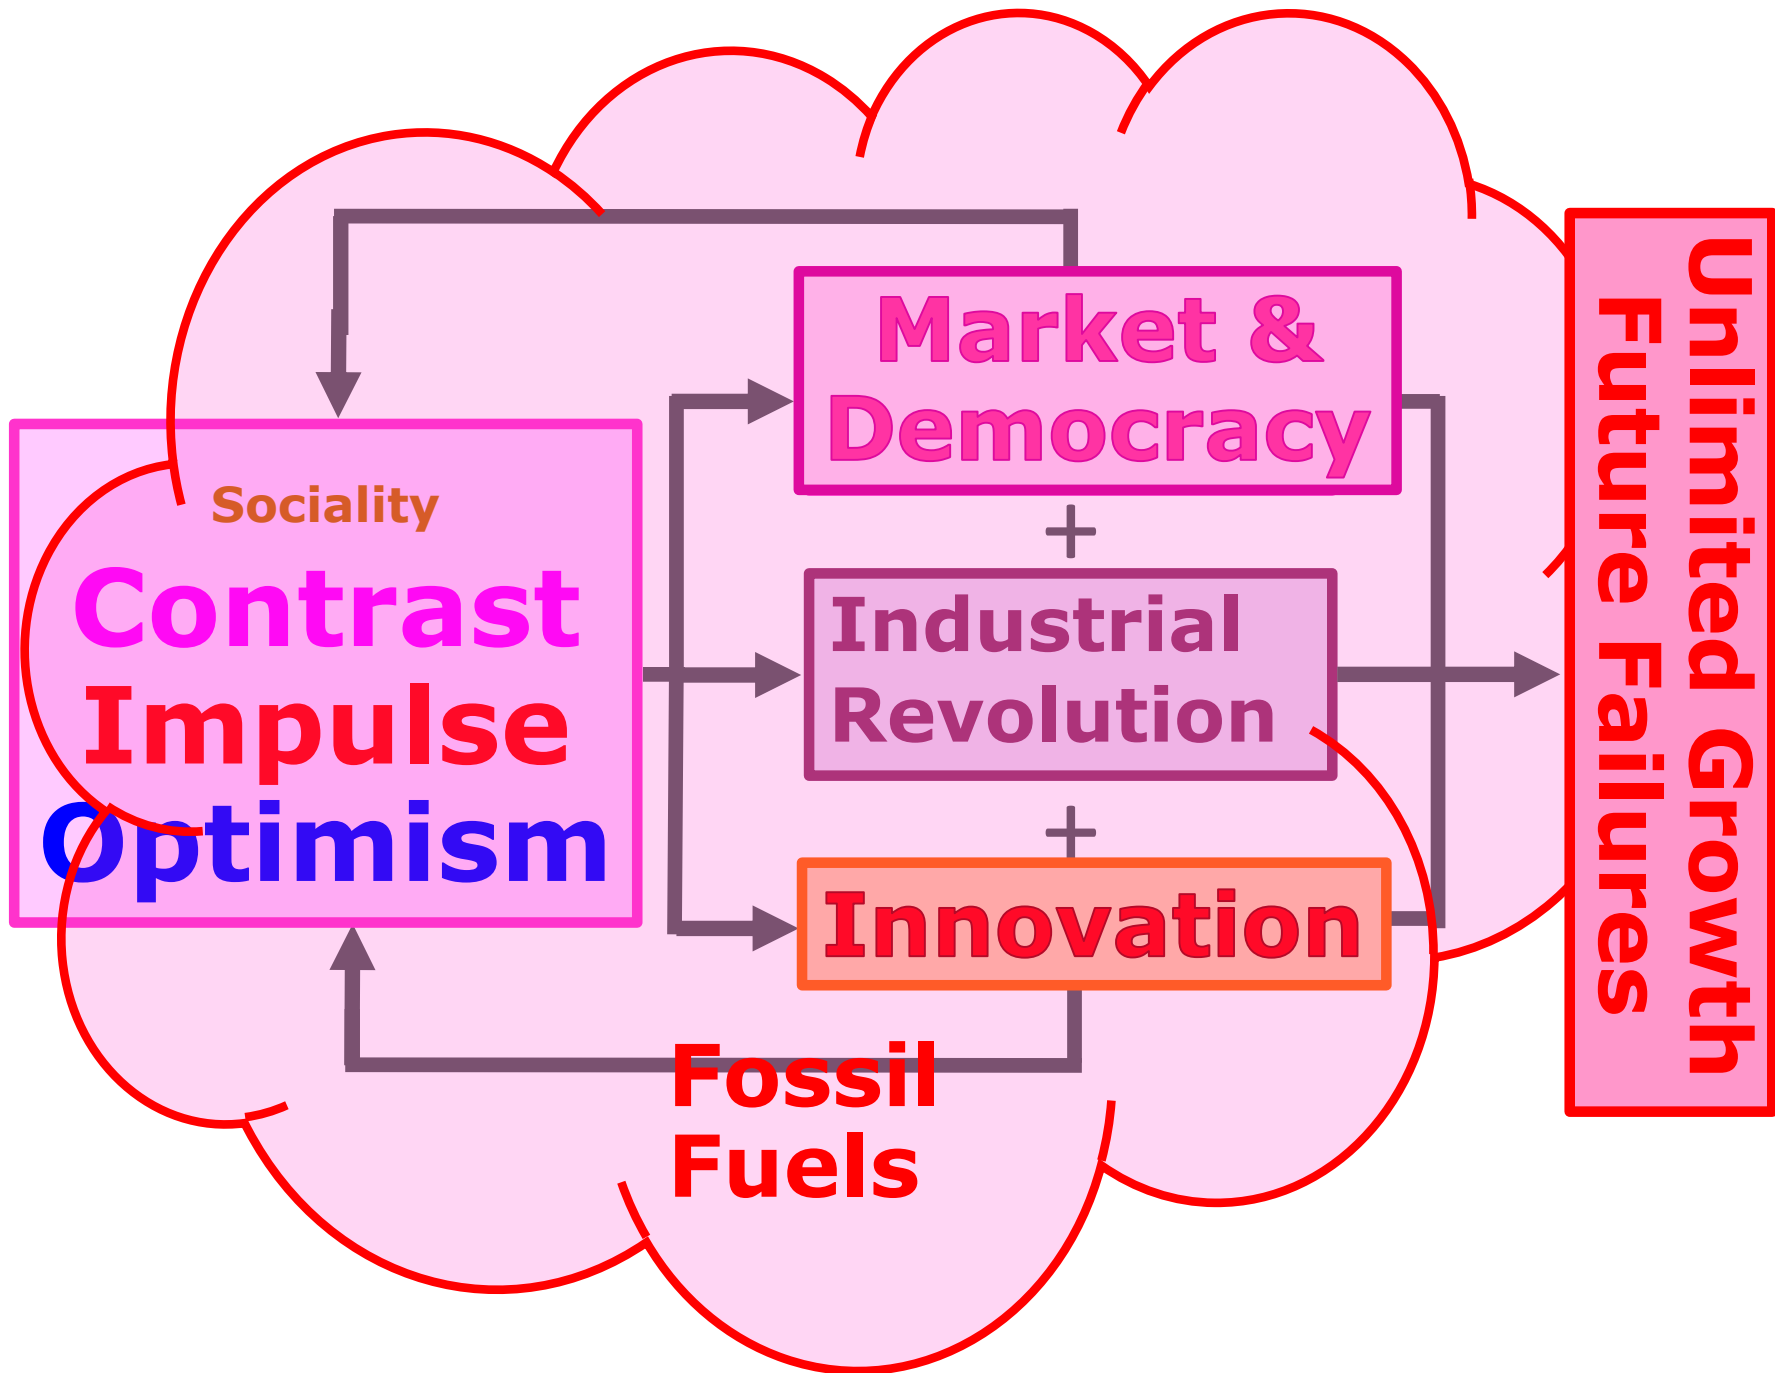 Sociality
Contrast
Impulse
Optimism
Market &
Democracy
+
Industrial
Revolution
+
Innovation
Fossil
Fuels
Unlimited Growth
Future Failures